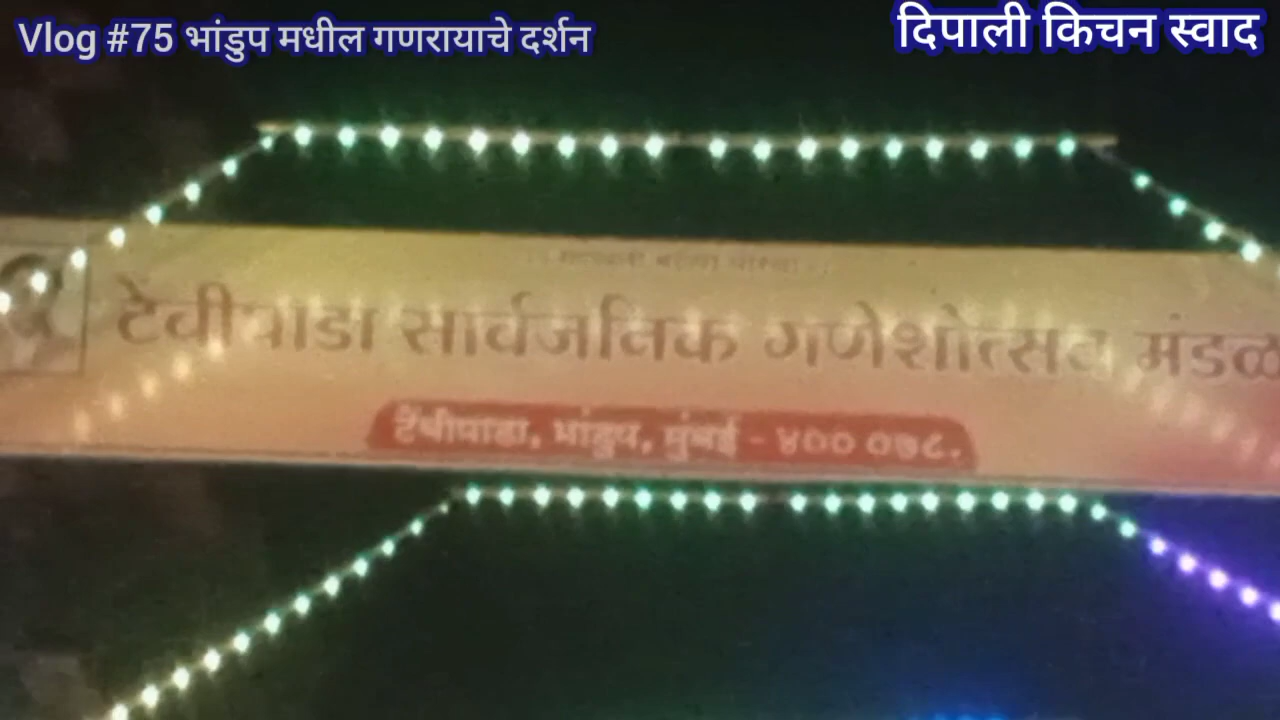 Vlog #75 भांडुप मधील गणरायाचे दर्शन
दिपाली किचन स्वाद
टेंबीपाडा सार्वजनिक गणेशोत्सव मंडळ
टेंबीपाडा, भांडुप, मुंबई - ४०० ०७८.